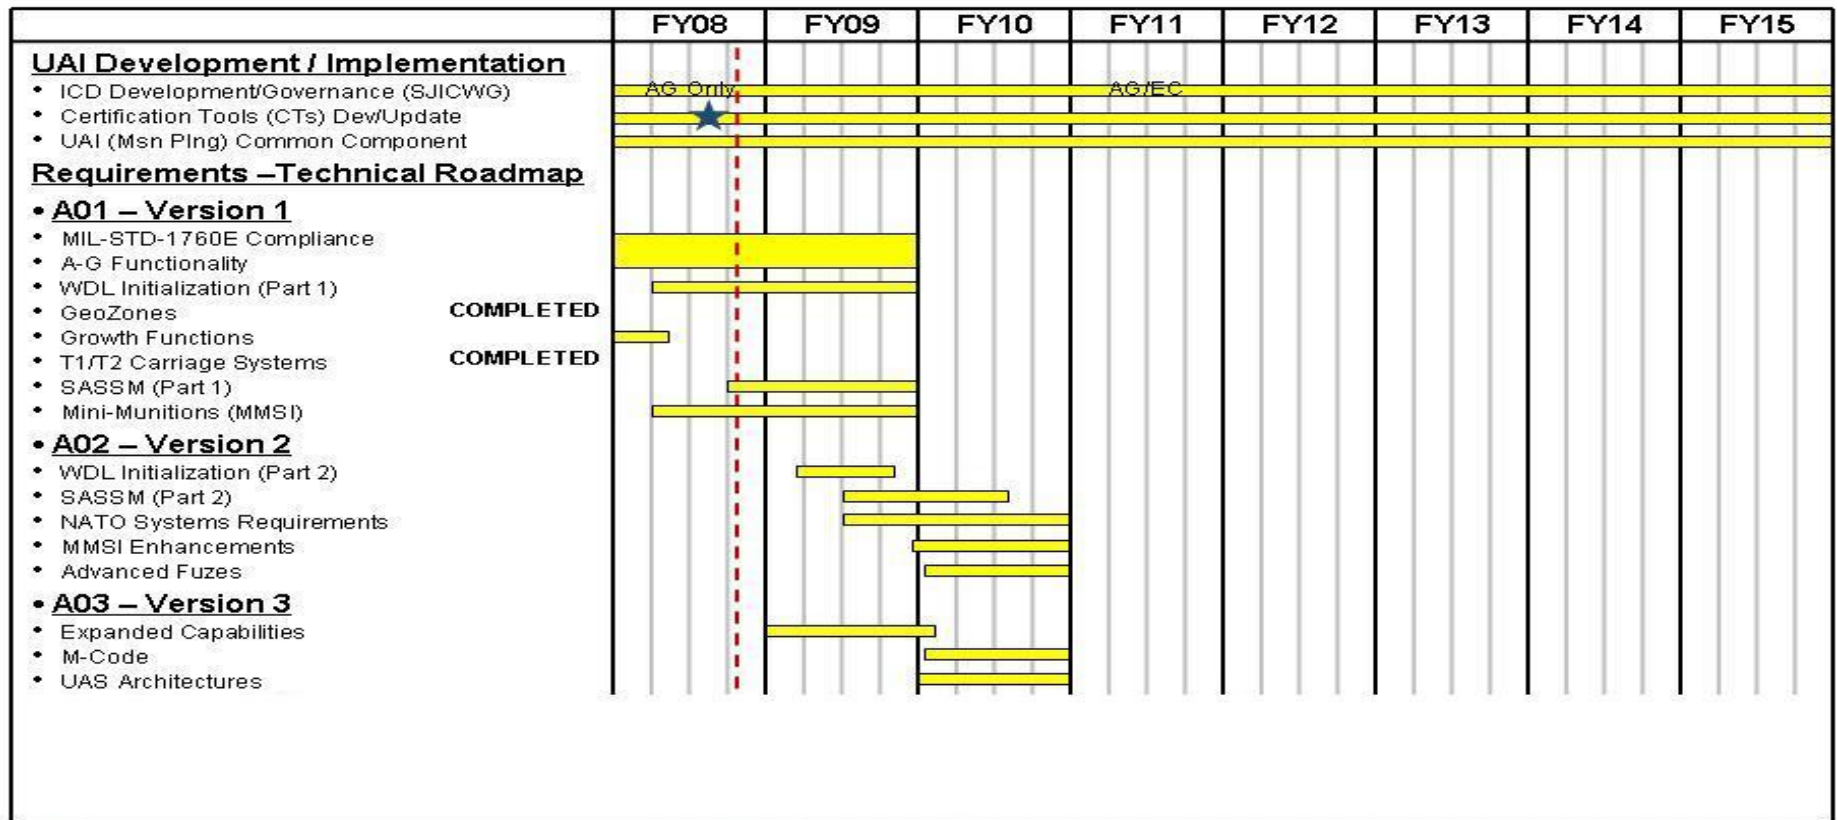 FY08 FY09 FY10 FY11 FY12 FY13 FY14 FY15
UAI Development / Implementation
• ICD Development/Governance (SJICWG) AG Only AG/EC
• Certification Tools (CTs) Dev/Update
• UAI (Msn Plng) Common Component
Requirements –Technical Roadmap
• A01 – Version 1
• MIL-STD-1760E Compliance
• A-G Functionality
• WDL Initialization (Part 1)
• GeoZones COMPLETED
• Growth Functions
• T1/T2 Carriage Systems COMPLETED
• SASSM (Part 1)
• Mini-Munitions (MMSI)
• A02 – Version 2
• WDL Initialization (Part 2)
• SASSM (Part 2)
• NATO Systems Requirements
• MMSI Enhancements
• Advanced Fuzes
• A03 – Version 3
• Expanded Capabilities
• M-Code
• UAS Architectures